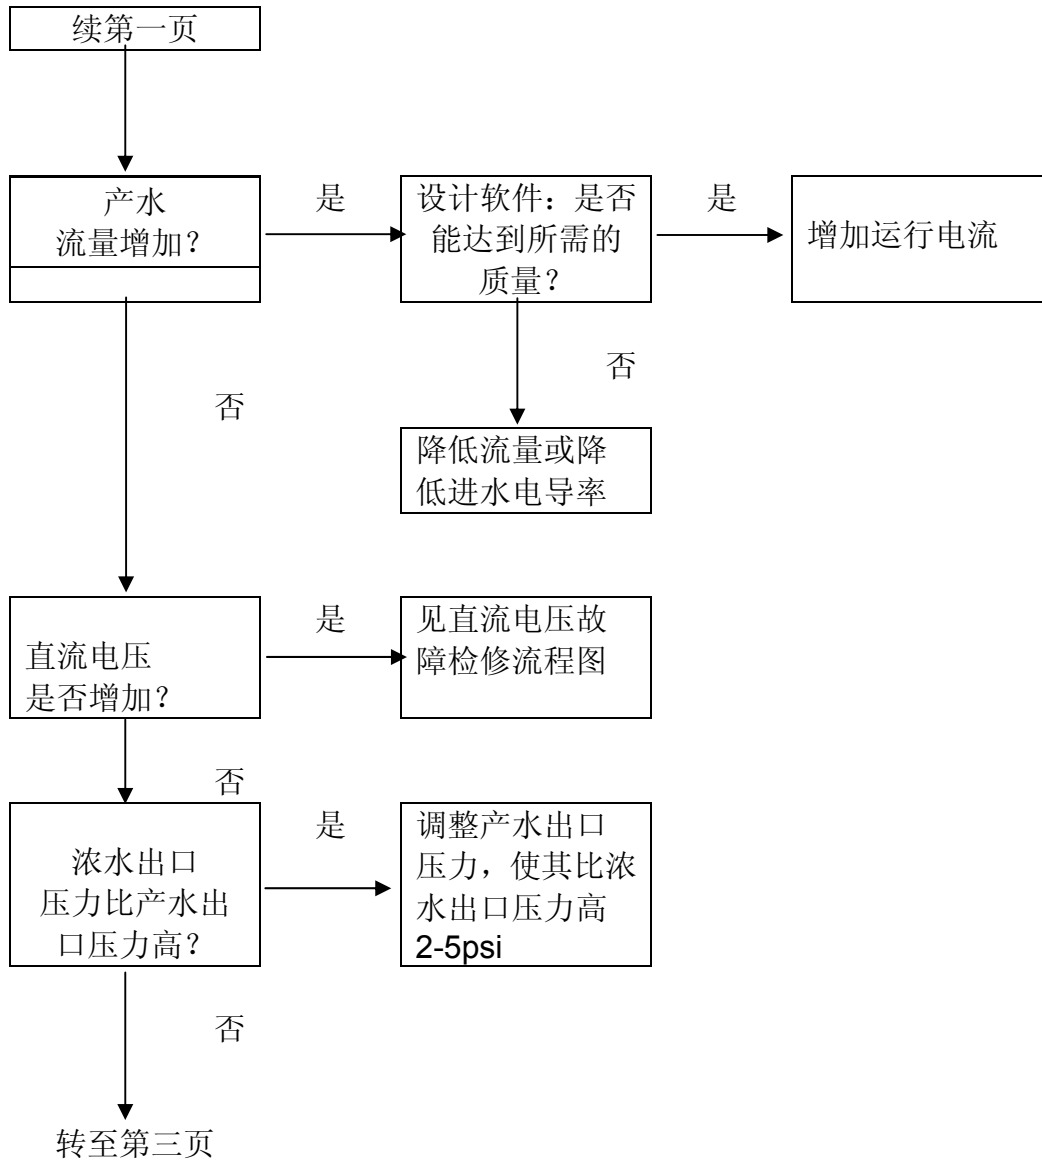 续第一页
产水
流量增加？
是
设计软件：是否
能达到所需的
质量？
是
增加运行电流
否
否
降低流量或降
低进水电导率
直流电压
是否增加？
是
见直流电压故
障检修流程图
否
浓水出口
压力比产水出
口压力高？
是
调整产水出口
压力，使其比浓
水出口压力高
2-5psi
否
转至第三页